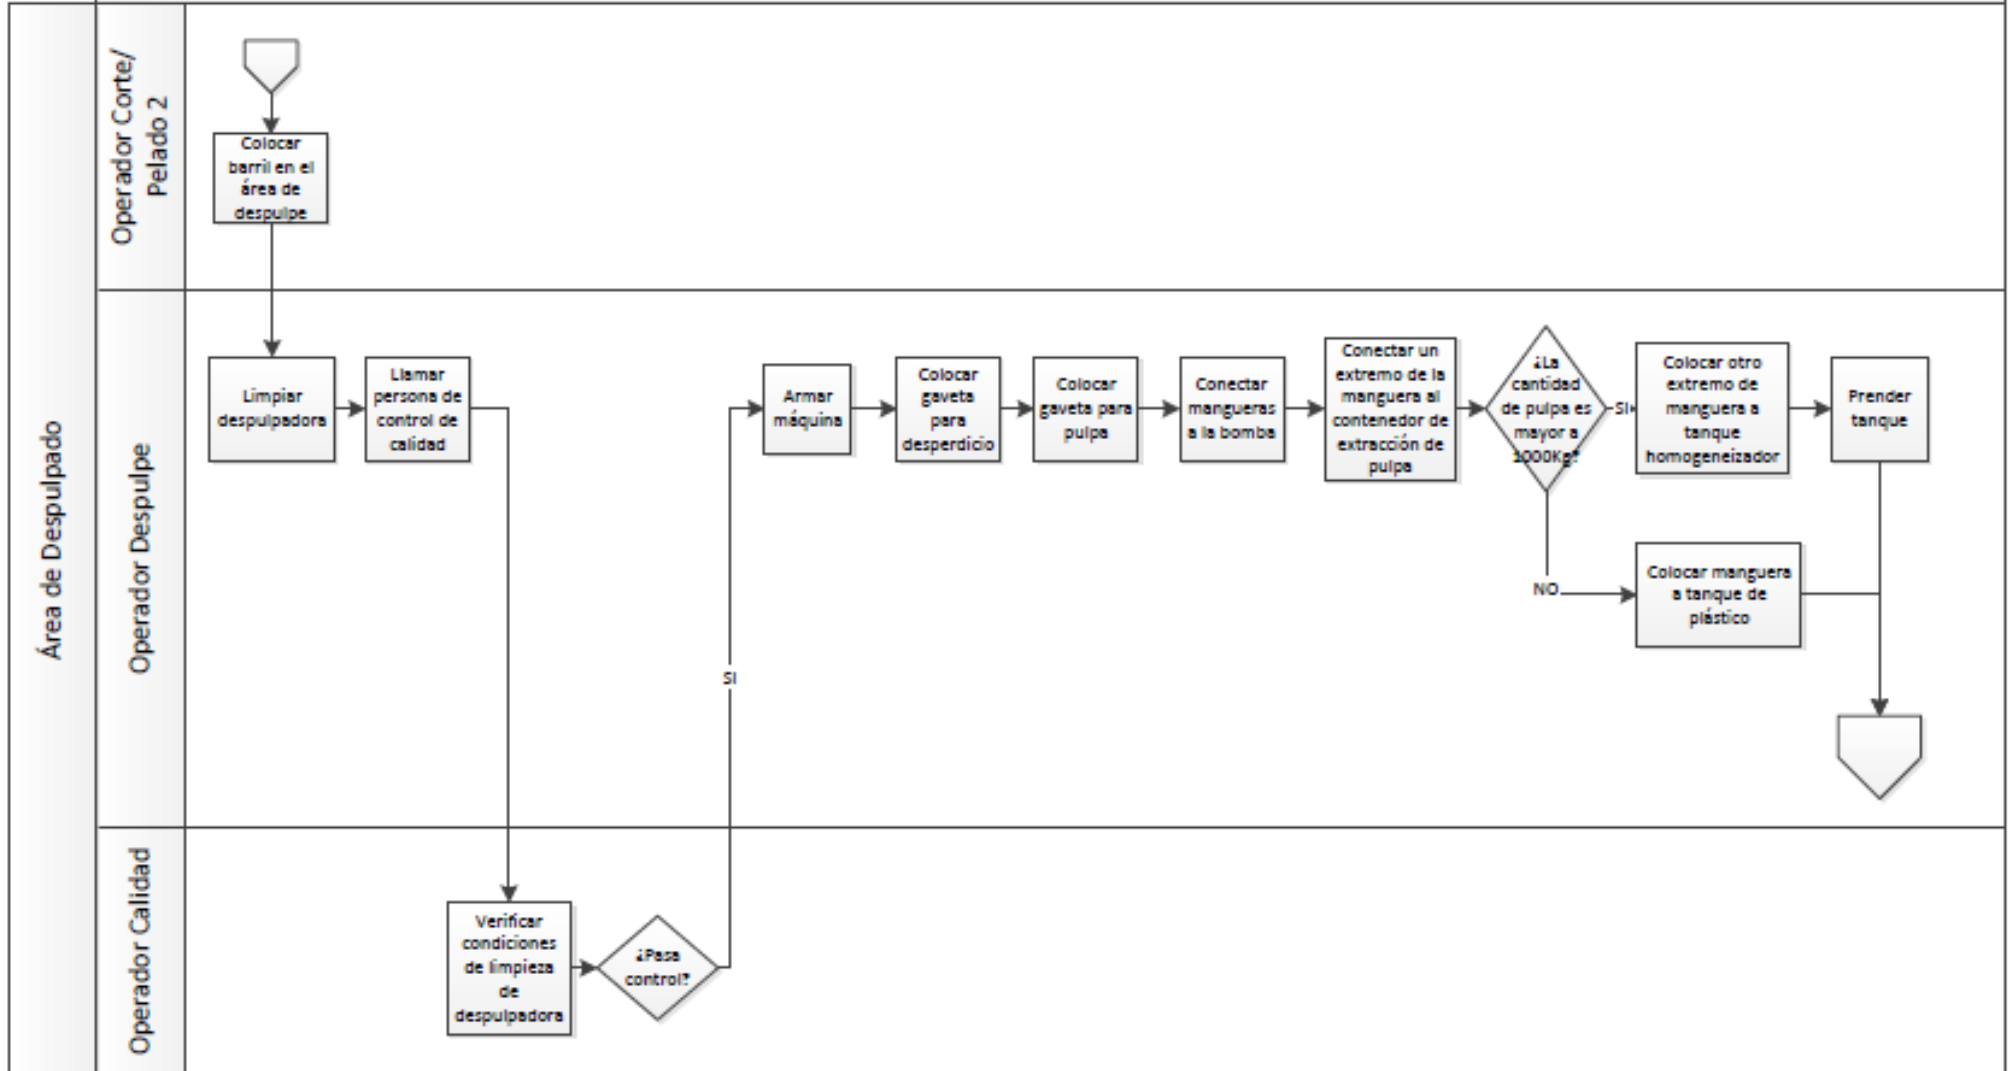 Área de Despulpado
Operador Corte/
Pelado 2
Colocar
barril en el
área de
despulpe
Operador Despulpe
Limpiar
despulpadora
Llamar
persona de
control de
calidad
Armar
máquina
Colocar
gaveta
para
desperdicio
Colocar
gaveta para
pulpa
Conectar
mangueras
a la bomba
Conectar un
extremo de la
manguera al
contenedor de
extracción de
pulpa
¿La
cantidad
de pulpa es
mayor a
1000Kg?
SI
Colocar otro
extremo de
manguera a
tanque
homogeneizador
Prender
tanque
NO
Colocar manguera
a tanque de
plástico
SI
Operador Calidad
Verificar
condiciones
de limpieza
de
despulpadora
¿Pasa
control?